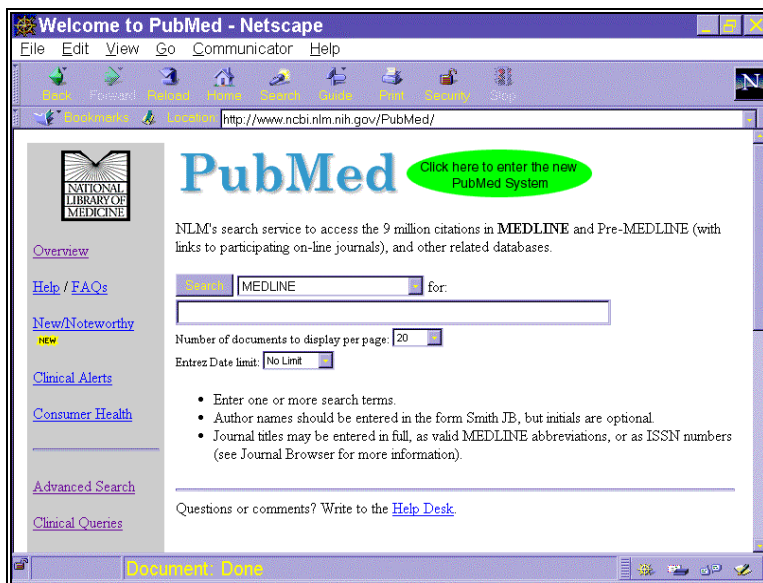 Welcome to PubMed - Netscape
File Edit View Go Communicator Help
Back Forward Reload Home Search Guide Print Security Stop
N
Bookmarks Location: http://www.ncbi.nlm.nih.gov/PubMed/
NATIONAL
LIBRARY OF
MEDICINE
PubMed
Click here to enter the new
PubMed System
NLM's search service to access the 9 million citations in MEDLINE and Pre-MEDLINE (with
links to participating on-line journals), and other related databases.
Overview
Help / FAQs
New/Noteworthy
NEW
Clinical Alerts
Consumer Health
Advanced Search
Clinical Queries
Search MEDLINE for:
Number of documents to display per page: 20
Entrez Date limit: No Limit
• Enter one or more search terms.
• Author names should be entered in the form Smith JB, but initials are optional.
• Journal titles may be entered in full, as valid MEDLINE abbreviations, or as ISSN numbers
(see Journal Browser for more information).
Questions or comments? Write to the Help Desk.
Document: Done